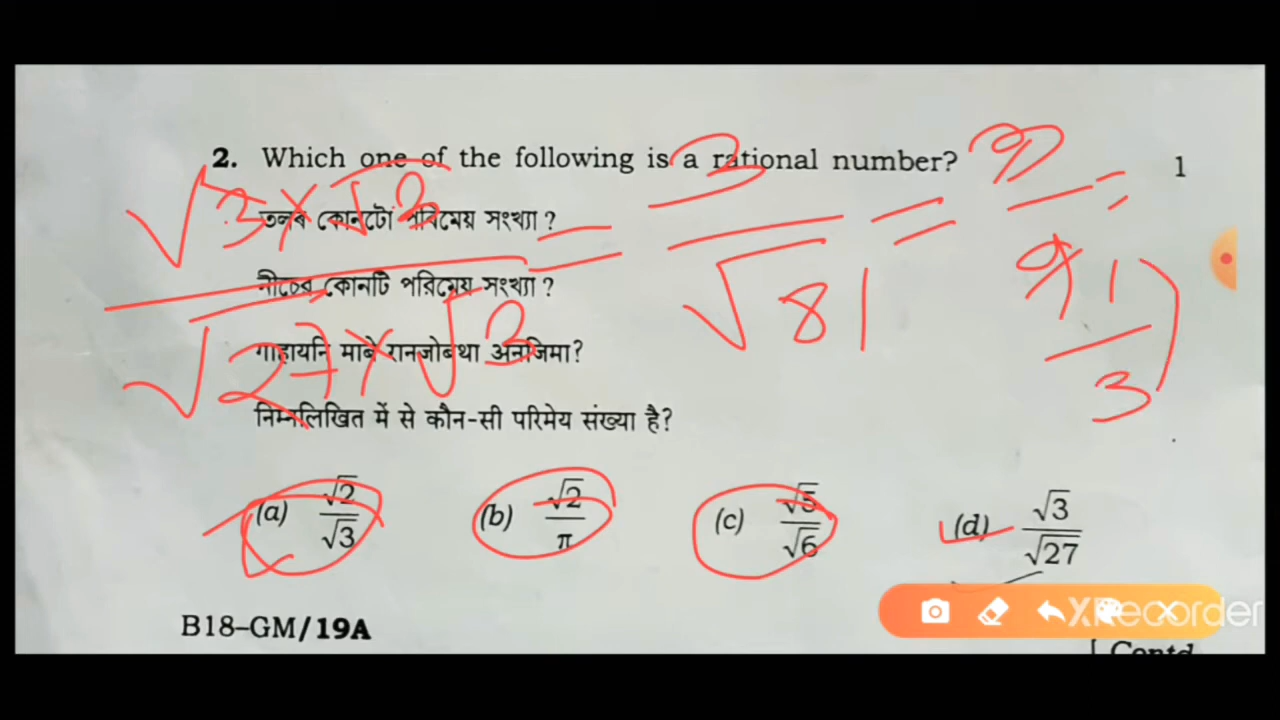 2. Which one of the following is a rational number? 1
তলৰ কোনটো পৰিমেয় সংখ্যা ?
নীচের কোনটি পরিমেয় সংখ্যা ?
गाहायनि माबे रानजोबथा अनजिमा?
निम्नलिखित में से कौन-सी परिमेय संख्या है?
√3 × √3 / √27 × √3 = 3 / √81 = 3 / 9 = 1 / 3
(a) √2/√3 (b) √2/π (c) √5/√6 (d) √3/√27
B18–GM/19A
[ Contd.
XRecorder